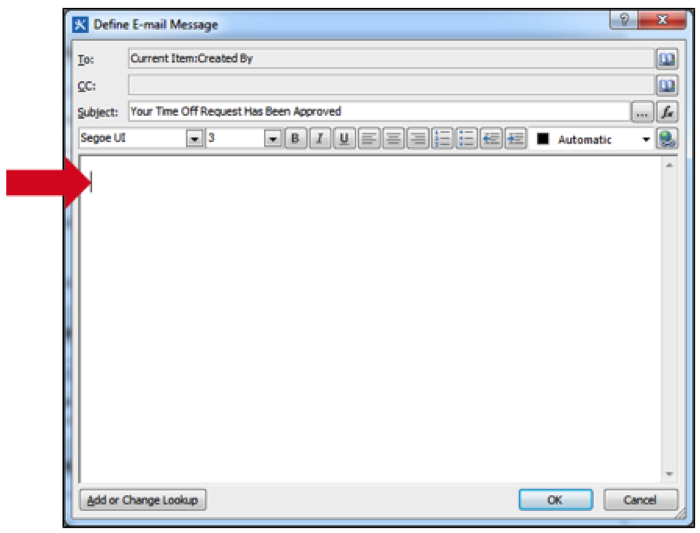 Define E-mail Message
To: Current Item:Created By
CC:
Subject: Your Time Off Request Has Been Approved ... fx
Segoe UI 3 B I U Automatic
Add or Change Lookup OK Cancel